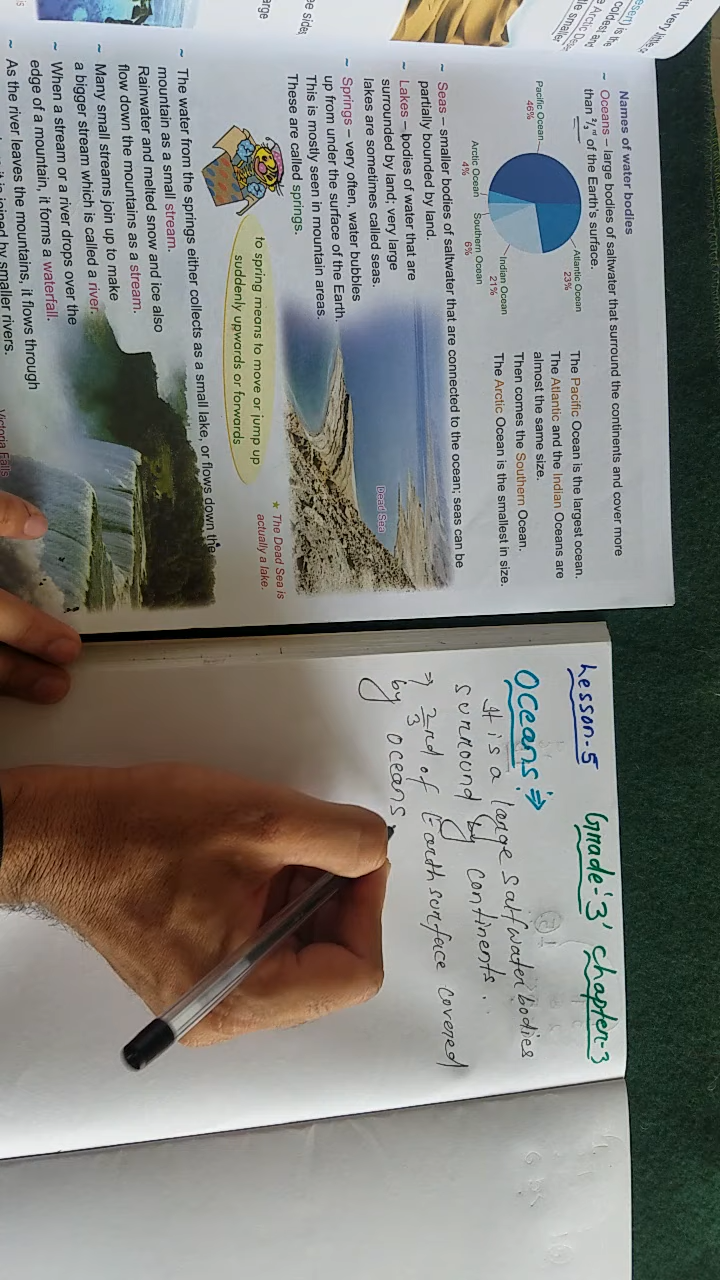 Names of water bodies
~ Oceans – large bodies of saltwater that surround the continents and cover more
than 2/3rd of the Earth's surface.
Pacific Ocean
46%
Atlantic Ocean
23%
Indian Ocean
21%
Southern Ocean
6%
Arctic Ocean
4%
The Pacific Ocean is the largest ocean.
The Atlantic and the Indian Oceans are
almost the same size.
Then comes the Southern Ocean.
The Arctic Ocean is the smallest in size.
~ Seas – smaller bodies of saltwater that are connected to the ocean; seas can be
partially bound by land.
~ Lakes – bodies of water that are
surrounded by land; very large
lakes are sometimes called seas.
~ Springs – very often, water bubbles
up from under the surface of the Earth.
This is mostly seen in mountain areas.
These are called springs.
Dead Sea
★ The Dead Sea is
actually a lake.
to spring means to move or jump up
suddenly upwards or forwards
~ The water from the springs either collects as a small lake, or flows down the
mountain as a small stream.
Rainwater and melted snow and ice also
flow down the mountains as a stream.
~ Many small streams join up to make
a bigger stream which is called a river.
~ When a stream or a river drops over the
edge of a mountain, it forms a waterfall.
~ As the river leaves the mountains, it flows through
it is joined by smaller rivers.
Victoria Falls
Lesson-5
Grade-'3' chapter-3
Oceans:⇒
It is a large saltwater bodies
surround by continents.
→ 2/3rd of Earth surface covered
by oceans.